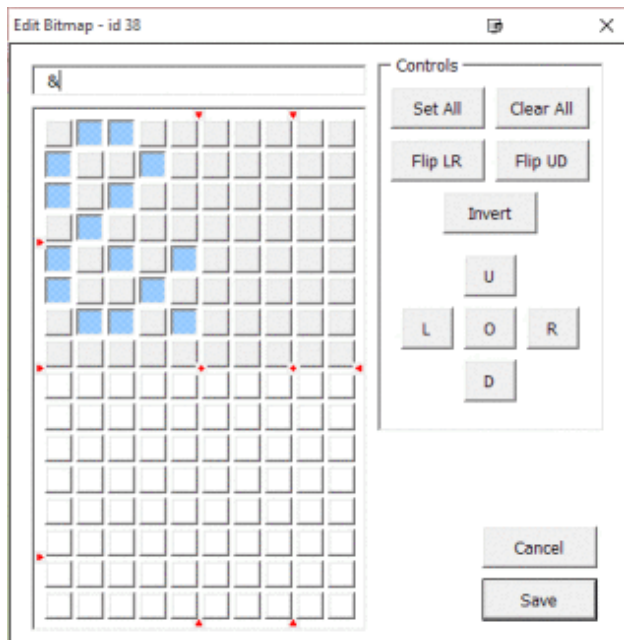 Edit Bitmap - id 38
&
Controls
Set All
Clear All
Flip LR
Flip UD
Invert
U
L
O
R
D
Cancel
Save